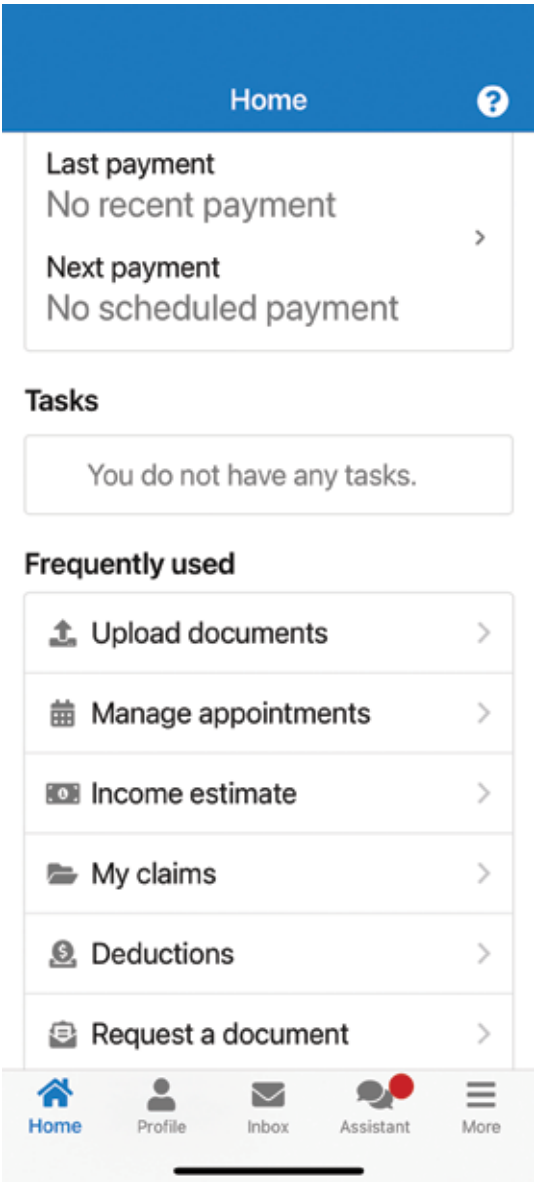 Home
?
Last payment
No recent payment
Next payment
No scheduled payment
Tasks
You do not have any tasks.
Frequently used
Upload documents
Manage appointments
Income estimate
My claims
Deductions
Request a document
Home
Profile
Inbox
Assistant
More